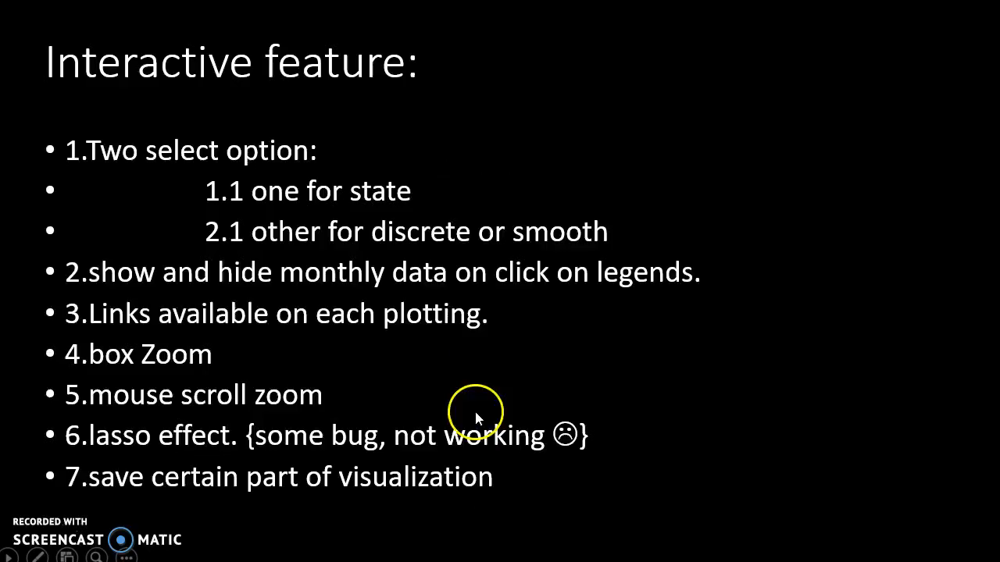 Interactive feature:
• 1.Two select option:
• 1.1 one for state
• 2.1 other for discrete or smooth
• 2.show and hide monthly data on click on legends.
• 3.Links available on each plotting.
• 4.box Zoom
• 5.mouse scroll zoom
• 6.lasso effect. {some bug, not working ☹}
• 7.save certain part of visualization
RECORDED WITH
SCREENCAST MATIC